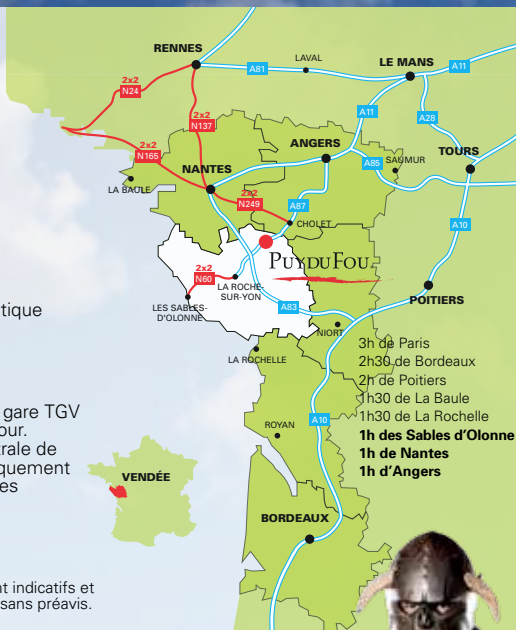 RENNES
LAVAL
LE MANS
A11
A81
2x2
N24
2x2
N137
A11
A28
2x2
N165
ANGERS
TOURS
A85
SAUMUR
NANTES
LA BAULE
2x2
N249
A87
CHOLET
A10
PUY DU FOU
2x2
N60
LA ROCHE-
SUR-YON
LES SABLES-
D'OLONNE
A83
POITIERS
NIORT
LA ROCHELLE
ROYAN
A10
BORDEAUX
3h de Paris
2h30 de Bordeaux
2h de Poitiers
1h30 de La Baule
1h30 de La Rochelle
1h des Sables d'Olonne
1h de Nantes
1h d'Angers
tique
gare TGV
our.
trale de
quement
es
VENDÉE
nt indicatifs et
sans préavis.